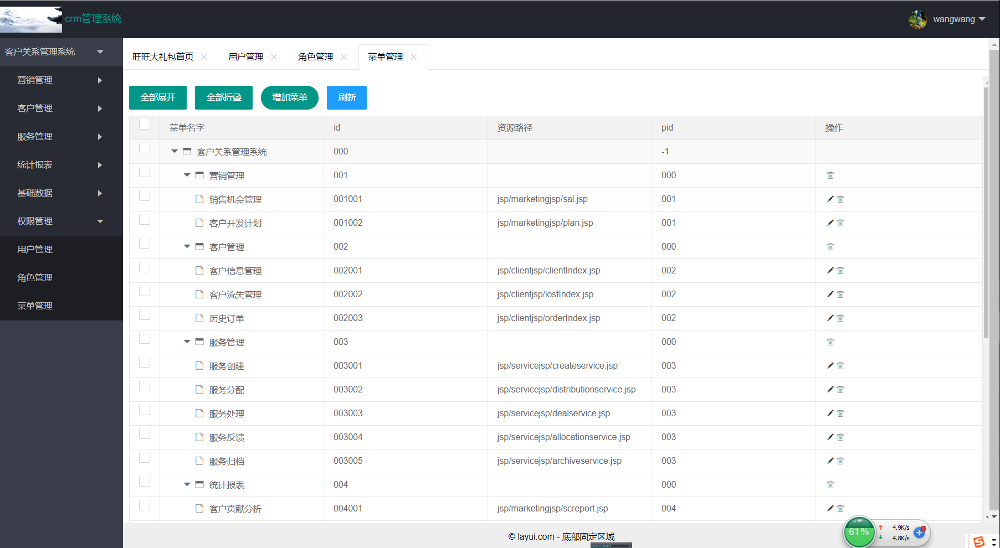 crm管理系统
wangwang
客户关系管理系统
营销管理
客户管理
服务管理
统计报表
基础数据
权限管理
用户管理
角色管理
菜单管理
旺旺大礼包首页 用户管理 角色管理 菜单管理
全部展开 全部折叠 增加菜单 刷新
菜单名字 id 资源路径 pid 操作
客户关系管理系统 000 -1
营销管理 001 000
销售机会管理 001001 jsp/marketingjsp/sal.jsp 001
客户开发计划 001002 jsp/marketingjsp/plan.jsp 001
客户管理 002 000
客户信息管理 002001 jsp/clientjsp/clientIndex.jsp 002
客户流失管理 002002 jsp/clientjsp/lostIndex.jsp 002
历史订单 002003 jsp/clientjsp/orderIndex.jsp 002
服务管理 003 000
服务创建 003001 jsp/servicejsp/createservice.jsp 003
服务分配 003002 jsp/servicejsp/distributionservice.jsp 003
服务处理 003003 jsp/servicejsp/dealservice.jsp 003
服务反馈 003004 jsp/servicejsp/allocationservice.jsp 003
服务归档 003005 jsp/servicejsp/archiveservice.jsp 003
统计报表 004 000
客户贡献分析 004001 jsp/marketingjsp/screport.jsp 004
© layui.com - 底部固定区域
61% 4.9K/s
4.8K/s